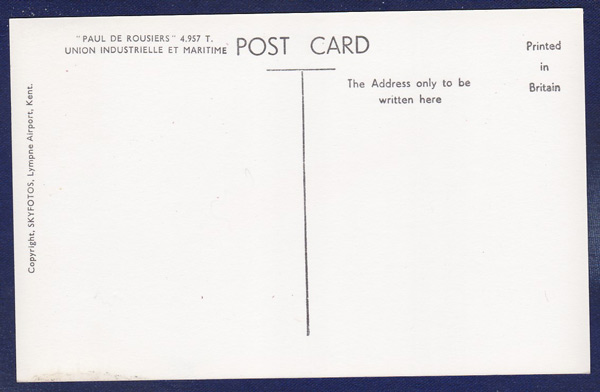 "PAUL DE ROUSIERS" 4.957 T.
UNION INDUSTRIELLE ET MARITIME
POST CARD
Printed
in
Britain
The Address only to be
written here
Copyright, SKYFOTOS, Lympne Airport, Kent.